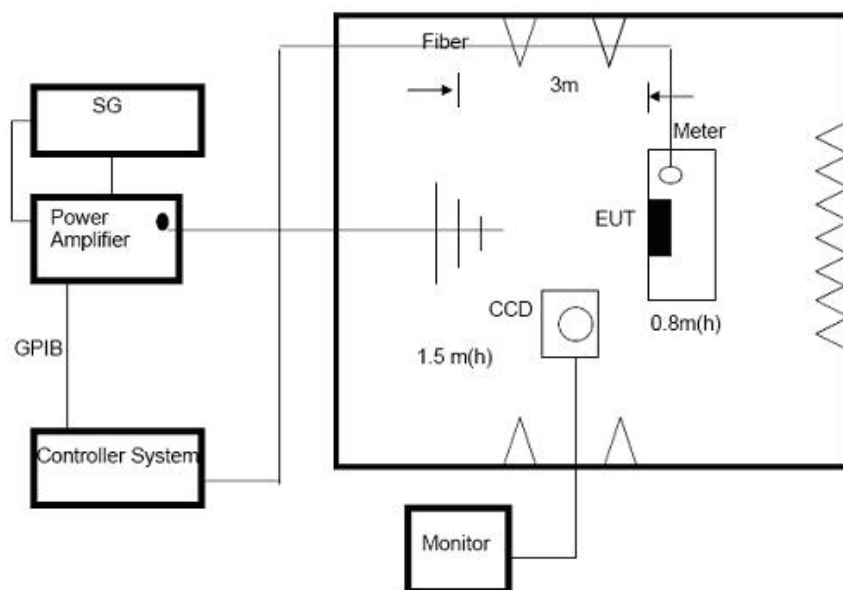 SG
Power
Amplifier
GPIB
Controller System
Fiber
3m
Meter
EUT
CCD
0.8m(h)
1.5 m(h)
Monitor